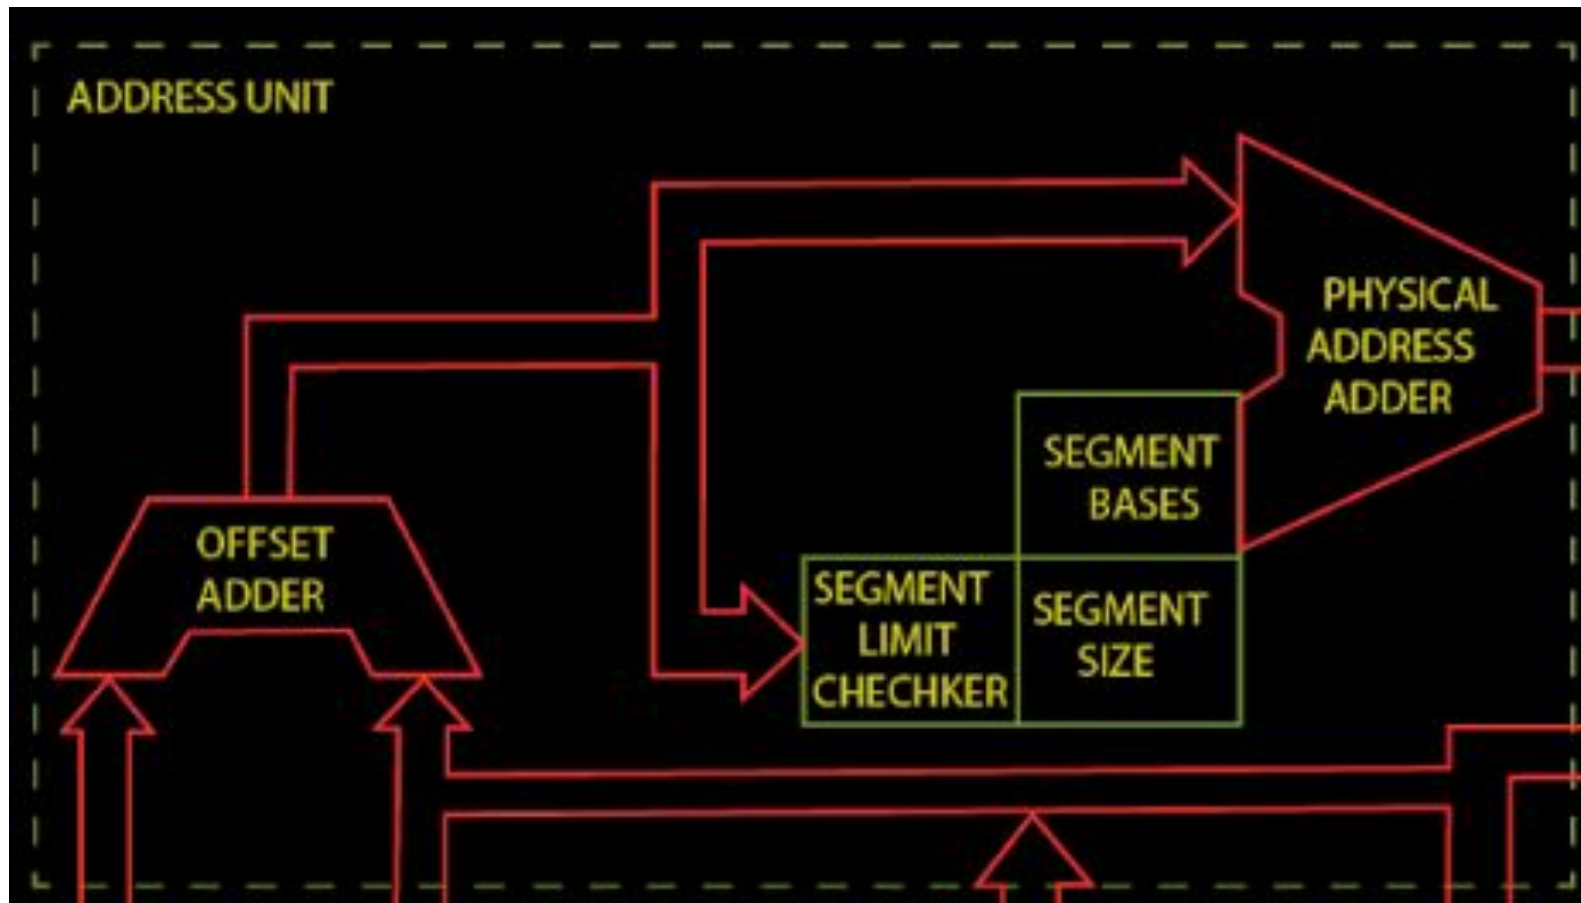 ADDRESS UNIT
PHYSICAL
ADDRESS
ADDER
SEGMENT
BASES
OFFSET
ADDER
SEGMENT
LIMIT
CHECHKER
SEGMENT
SIZE